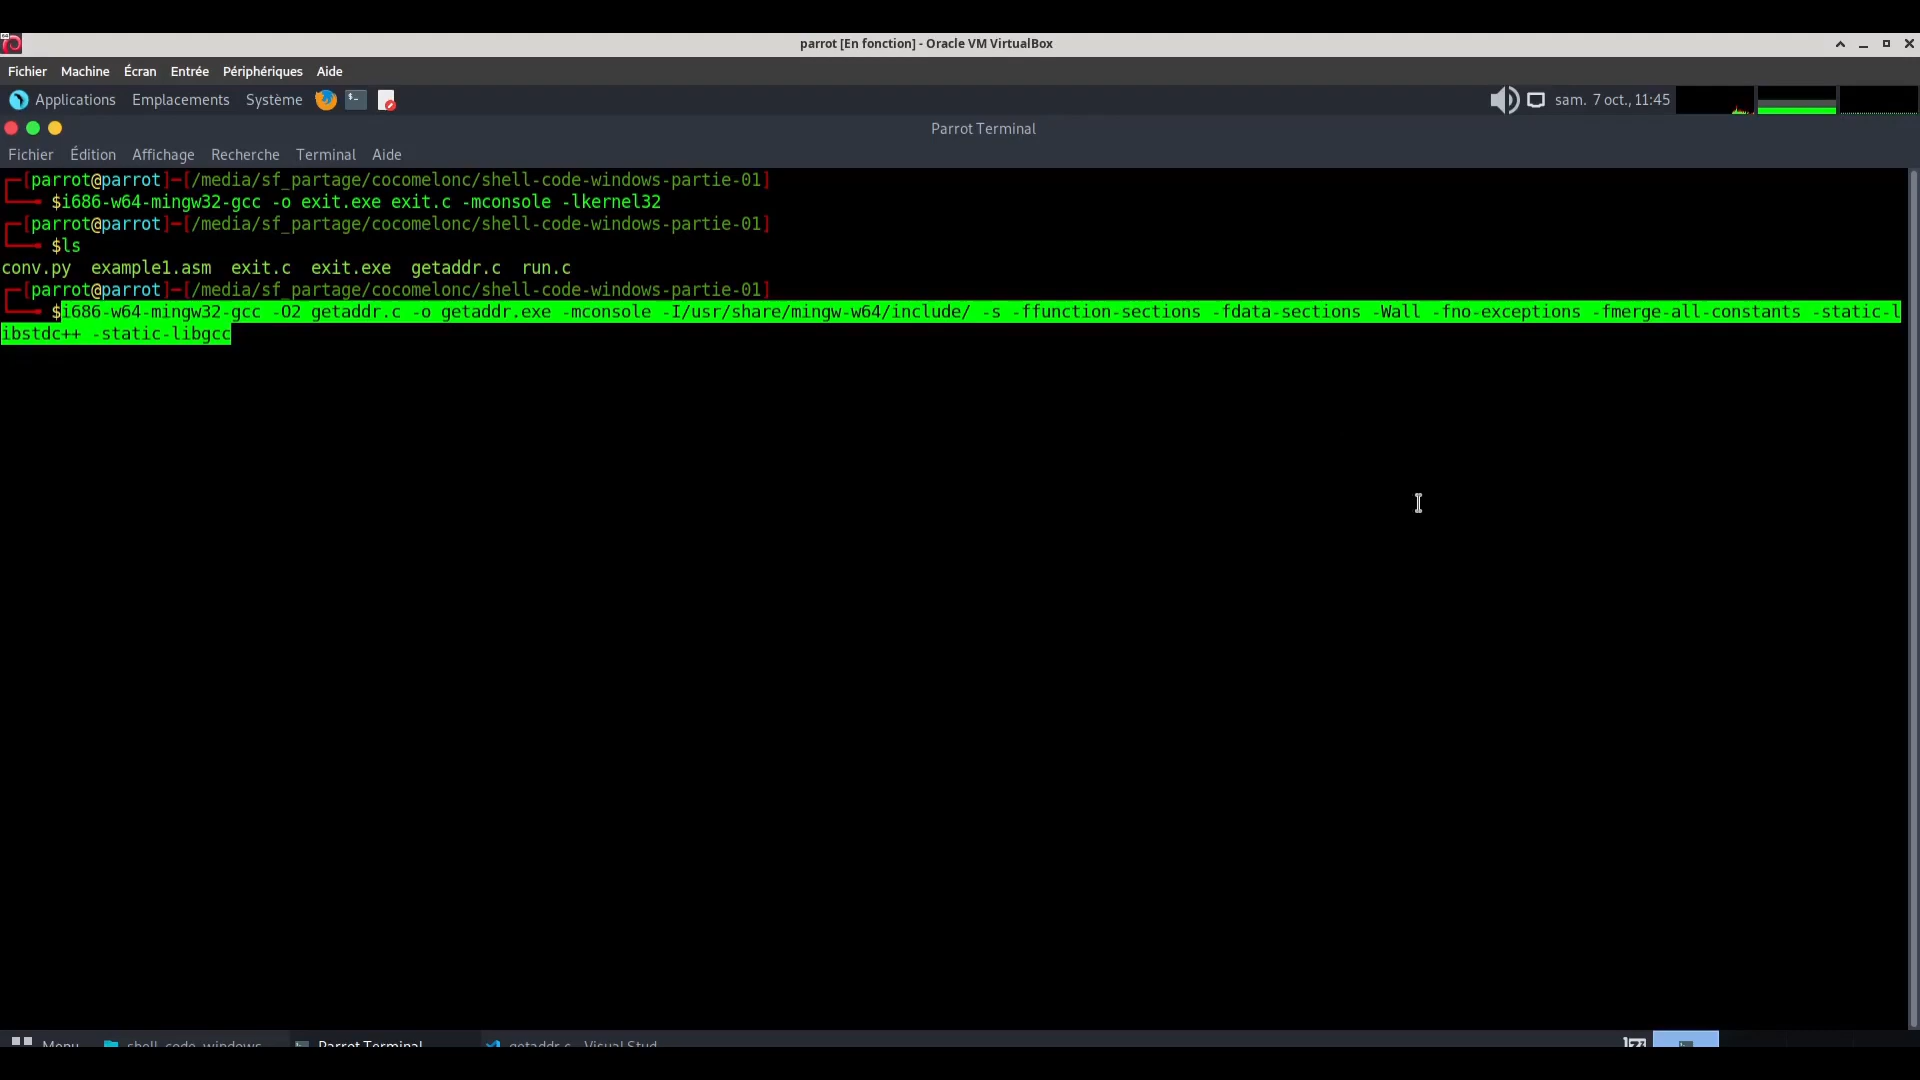 parrot [En fonction] - Oracle VM VirtualBox
Fichier Machine Écran Entrée Périphériques Aide
Applications Emplacements Système sam. 7 oct., 11:45
Parrot Terminal
Fichier Édition Affichage Recherche Terminal Aide
[parrot@parrot]-[/media/sf_partage/cocomelonc/shell-code-windows-partie-01]
$i686-w64-mingw32-gcc -o exit.exe exit.c -mconsole -lkernel32
[parrot@parrot]-[/media/sf_partage/cocomelonc/shell-code-windows-partie-01]
$ls
conv.py example1.asm exit.c exit.exe getaddr.c run.c
[parrot@parrot]-[/media/sf_partage/cocomelonc/shell-code-windows-partie-01]
$i686-w64-mingw32-gcc -O2 getaddr.c -o getaddr.exe -mconsole -I/usr/share/mingw-w64/include/ -s -ffunction-sections -fdata-sections -Wall -fno-exceptions -fmerge-all-constants -static-l
ibstdc++ -static-libgcc
Menu shell_code_windows Parrot Terminal getaddr.c - Visual Stud